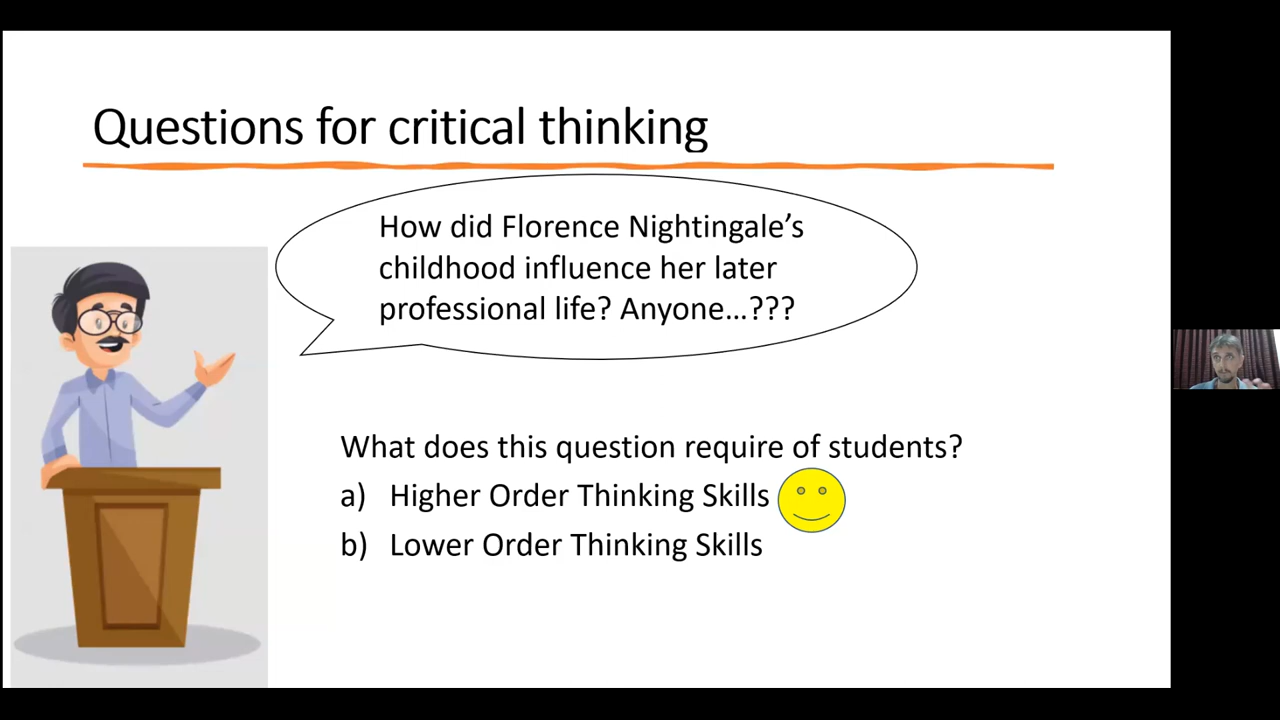 Questions for critical thinking
How did Florence Nightingale’s
childhood influence her later
professional life? Anyone…???
What does this question require of students?
a) Higher Order Thinking Skills
b) Lower Order Thinking Skills